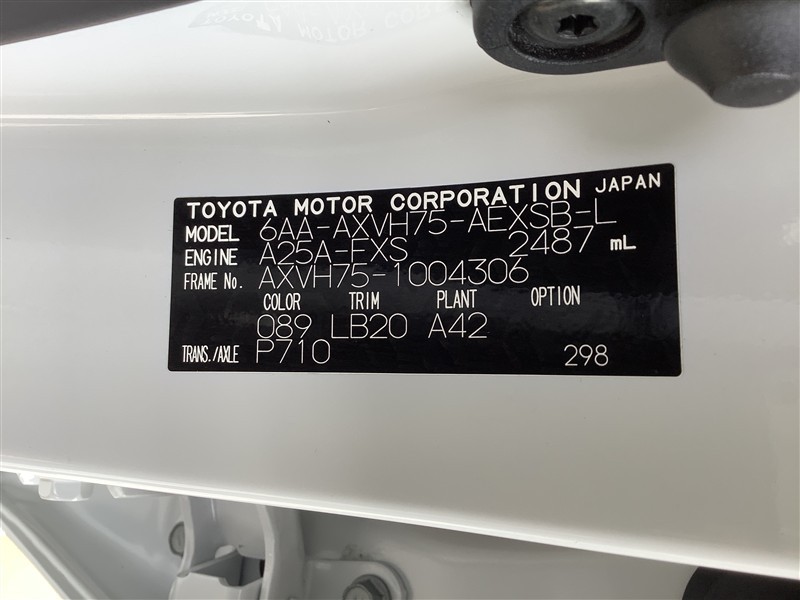 TOYOTA MOTOR CORPORATION JAPAN
MODEL 6AA-AXVH75-AEXSB-L
ENGINE A25A-FXS 2487 mL
FRAME No. AXVH75-1004306
COLOR TRIM PLANT OPTION
089 LB20 A42
TRANS./AXLE P710 298